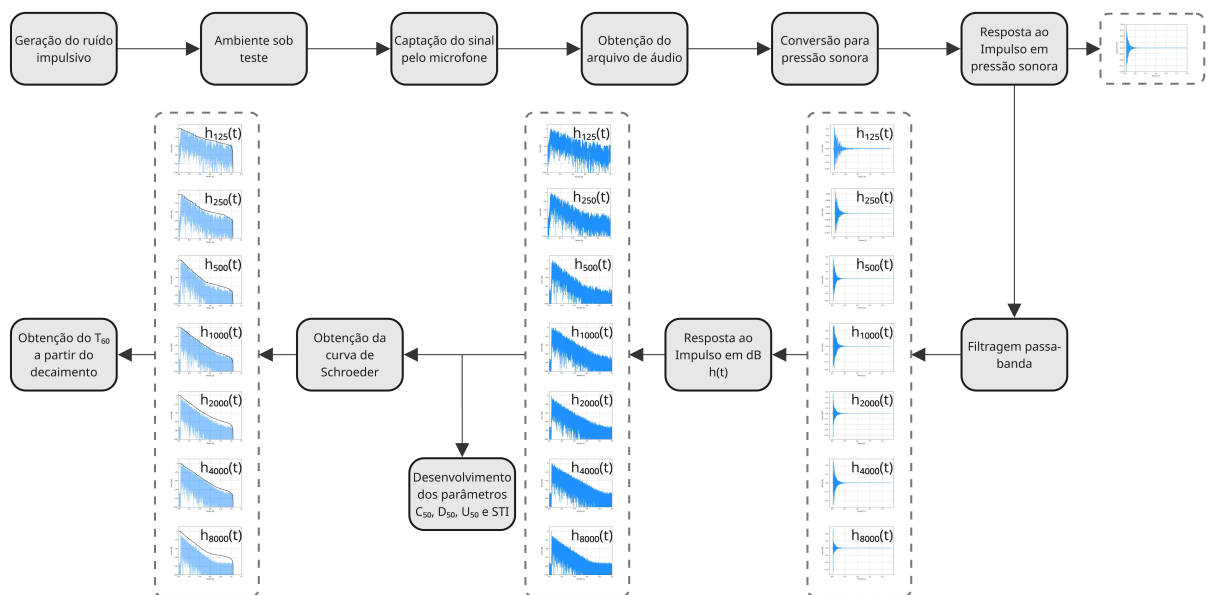 Geração do ruído
impulsivo
Ambiente sob
teste
Captação do sinal
pelo microfone
Obtenção do
arquivo de áudio
Conversão para
pressão sonora
Resposta ao
Impulso em
pressão sonora
h₁₂₅(t)
h₂₅₀(t)
h₅₀₀(t)
h₁₀₀₀(t)
h₂₀₀₀(t)
h₄₀₀₀(t)
h₈₀₀₀(t)
h₁₂₅(t)
h₂₅₀(t)
h₅₀₀(t)
h₁₀₀₀(t)
h₂₀₀₀(t)
h₄₀₀₀(t)
h₈₀₀₀(t)
h₁₂₅(t)
h₂₅₀(t)
h₅₀₀(t)
h₁₀₀₀(t)
h₂₀₀₀(t)
h₄₀₀₀(t)
h₈₀₀₀(t)
Obtenção do T₆₀
a partir do
decaimento
Obtenção da
curva de
Schroeder
Resposta ao
Impulso em dB
h(t)
Filtragem passa-
banda
Desenvolvimento
dos parâmetros
C₅₀, D₅₀, U₅₀ e STI